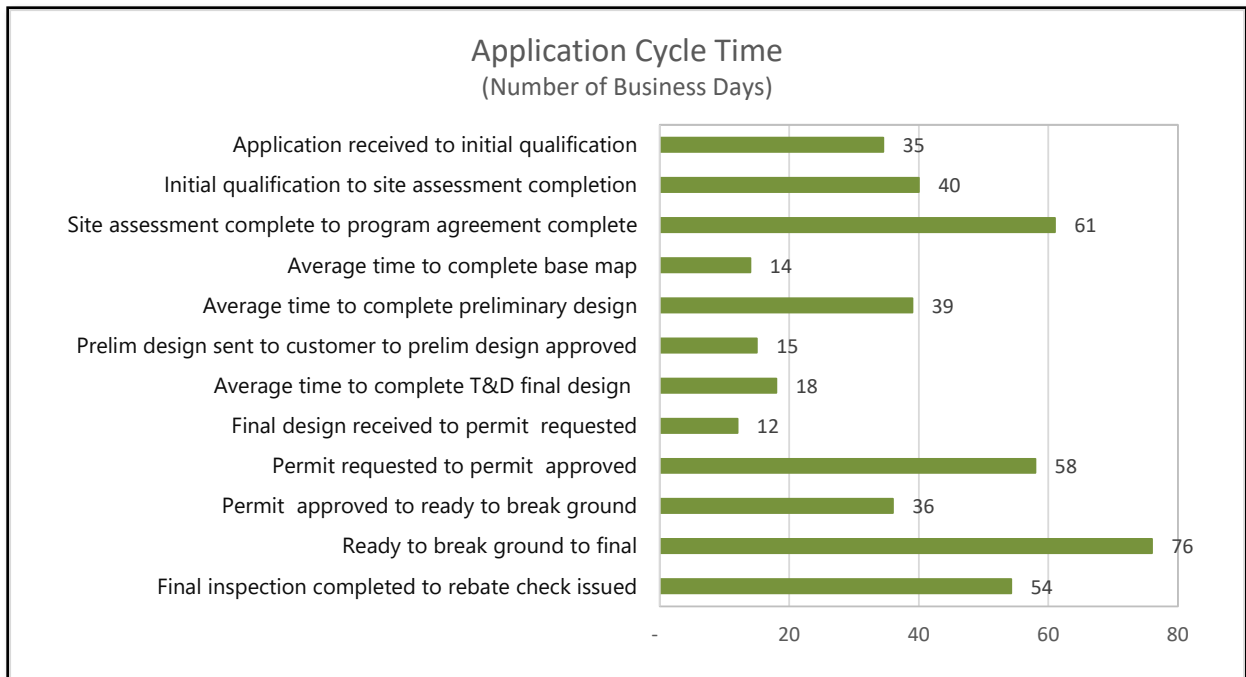 Application Cycle Time
(Number of Business Days)
Application received to initial qualification 35
Initial qualification to site assessment completion 40
Site assessment complete to program agreement complete 61
Average time to complete base map 14
Average time to complete preliminary design 39
Prelim design sent to customer to prelim design approved 15
Average time to complete T&D final design 18
Final design received to permit requested 12
Permit requested to permit approved 58
Permit approved to ready to break ground 36
Ready to break ground to final 76
Final inspection completed to rebate check issued 54
- 20 40 60 80